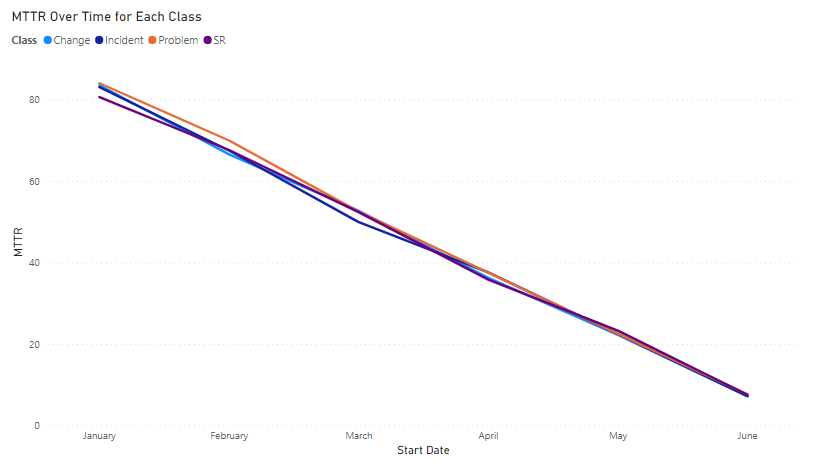 MTTR Over Time for Each Class
Class Change Incident Problem SR
80
60
40
20
0
MTTR
January February March April May June
Start Date